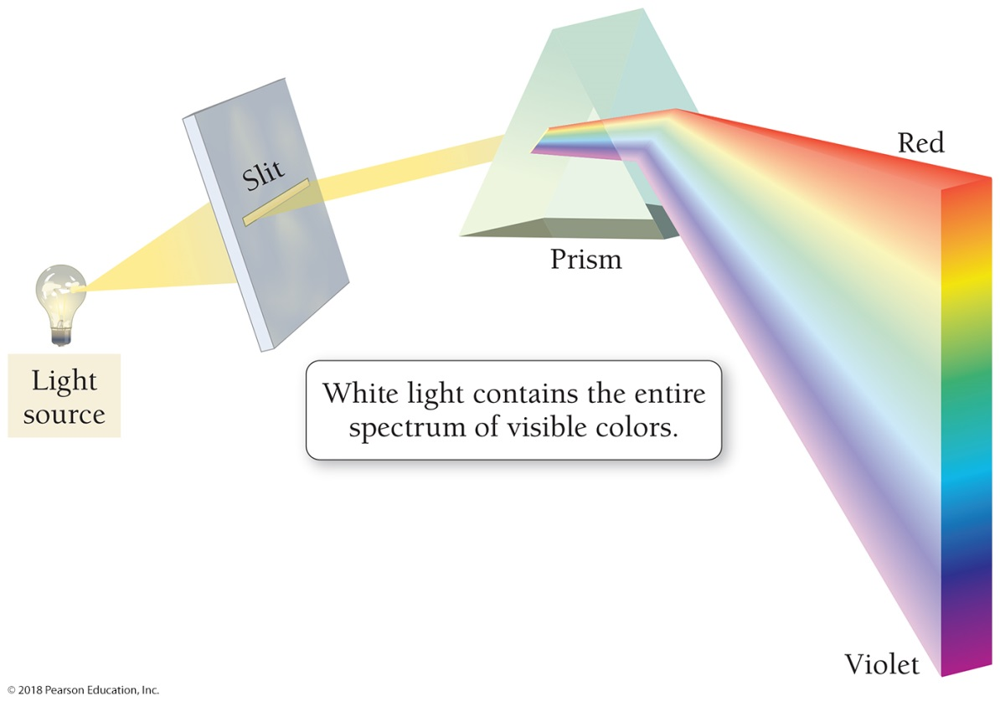 Slit
Red
Prism
Light
source
White light contains the entire
spectrum of visible colors.
Violet
© 2018 Pearson Education, Inc.